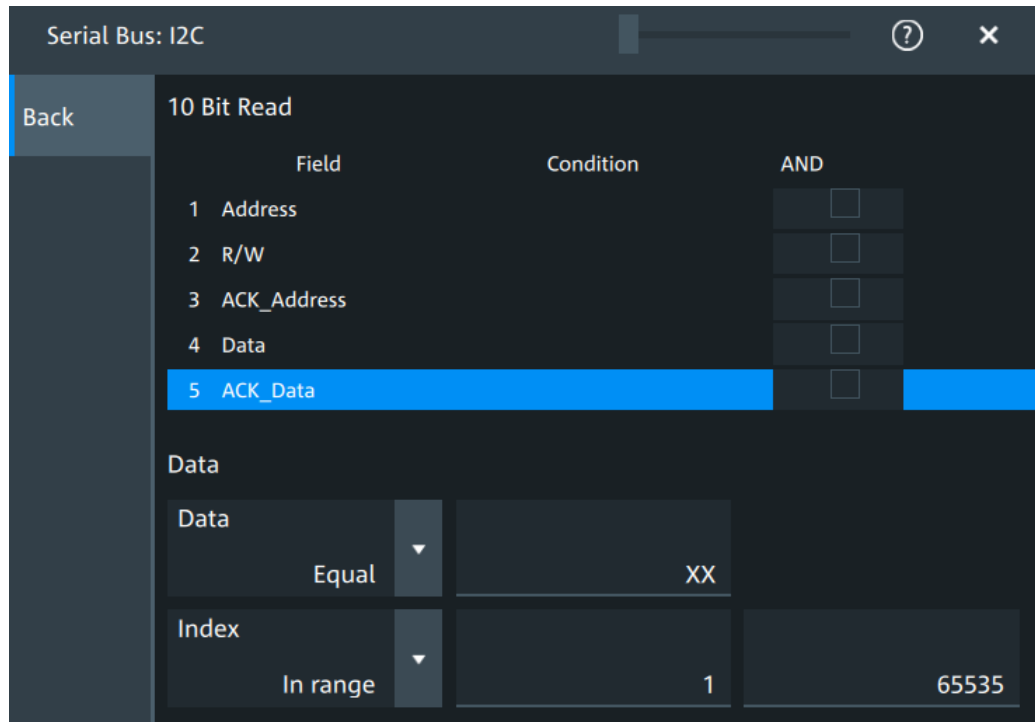 Serial Bus: I2C ? ×
Back
10 Bit Read
Field Condition AND
1 Address
2 R/W
3 ACK_Address
4 Data
5 ACK_Data
Data
Data
Equal XX
Index
In range 1 65535